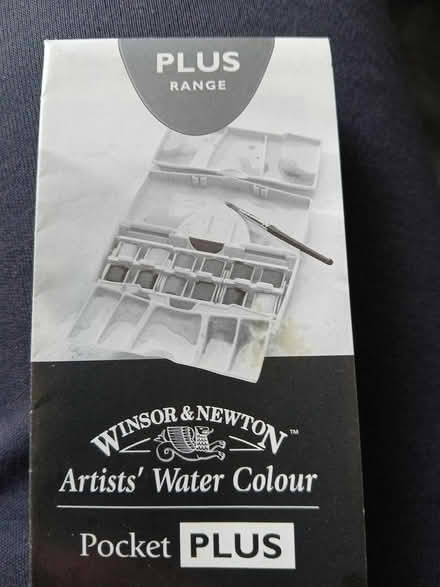 PLUS
RANGE
WINSOR & NEWTON™
Artists' Water Colour
Pocket PLUS